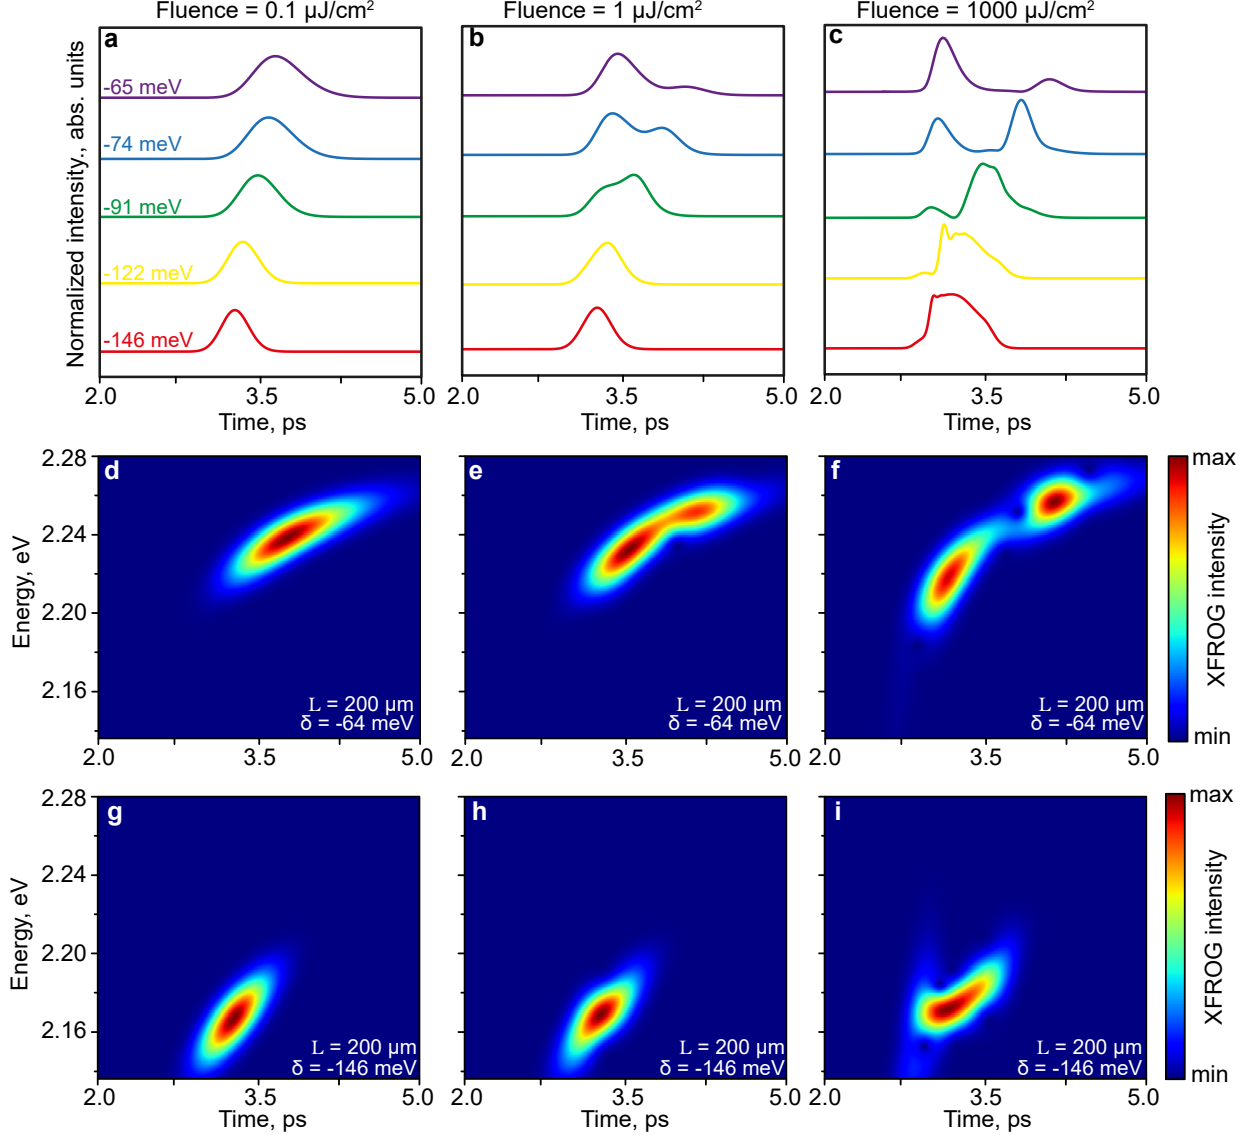 Fluence = 0.1 µJ/cm²
Fluence = 1 µJ/cm²
Fluence = 1000 µJ/cm²
a
b
c
Normalized intensity., abs. units
-65 meV
-74 meV
-91 meV
-122 meV
-146 meV
2.0 3.5 5.0
2.0 3.5 5.0
2.0 3.5 5.0
Time, ps
Time, ps
Time, ps
d
e
f
Energy, eV
2.28
2.24
2.20
2.16
L = 200 µm
δ = -64 meV
L = 200 µm
δ = -64 meV
L = 200 µm
δ = -64 meV
max
XFROG intensity
min
2.0 3.5 5.0
2.0 3.5 5.0
2.0 3.5 5.0
g
h
i
Energy, eV
2.28
2.24
2.20
2.16
L = 200 µm
δ = -146 meV
L = 200 µm
δ = -146 meV
L = 200 µm
δ = -146 meV
max
XFROG intensity
min
2.0 3.5 5.0
2.0 3.5 5.0
2.0 3.5 5.0
Time, ps
Time, ps
Time, ps